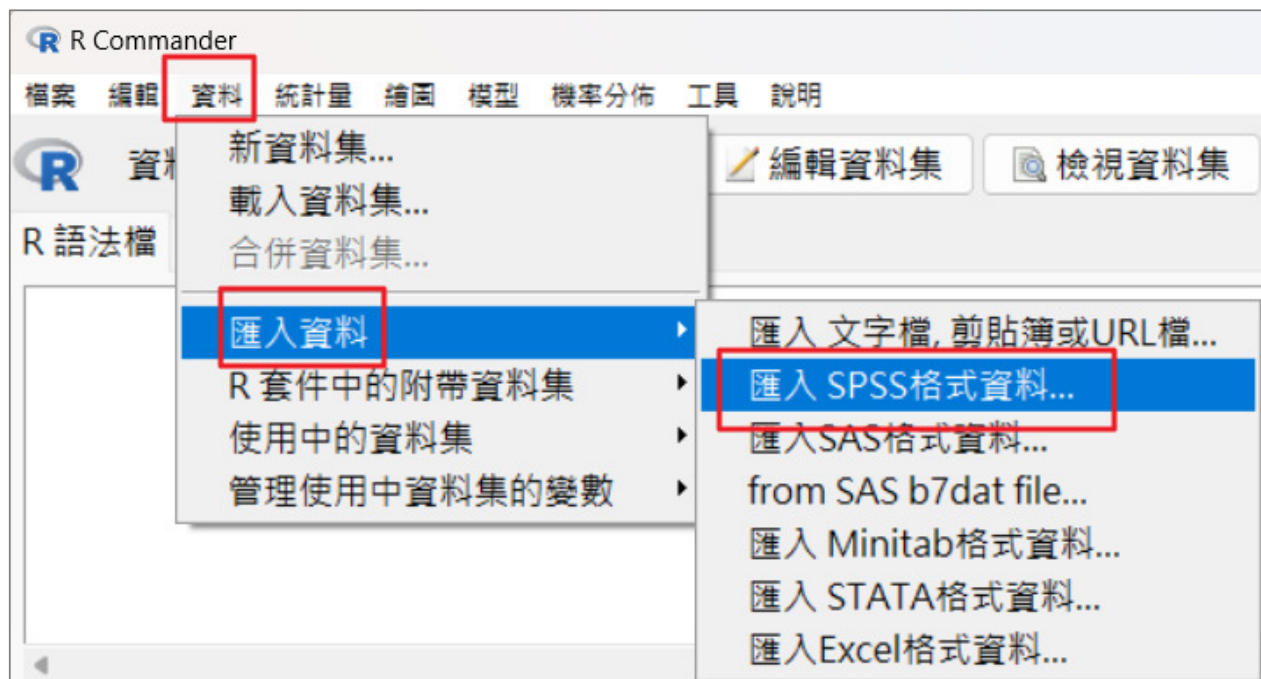 R Commander
檔案 編輯 資料 統計量 繪圖 模型 機率分佈 工具 說明
資料
編輯資料集 檢視資料集
R 語法檔
新資料集...
載入資料集...
合併資料集...
匯入資料
R 套件中的附帶資料集
使用中的資料集
管理使用中資料集的變數
匯入 文字檔, 剪貼簿或URL檔...
匯入 SPSS格式資料...
匯入SAS格式資料...
from SAS b7dat file...
匯入 Minitab格式資料...
匯入 STATA格式資料...
匯入Excel格式資料...